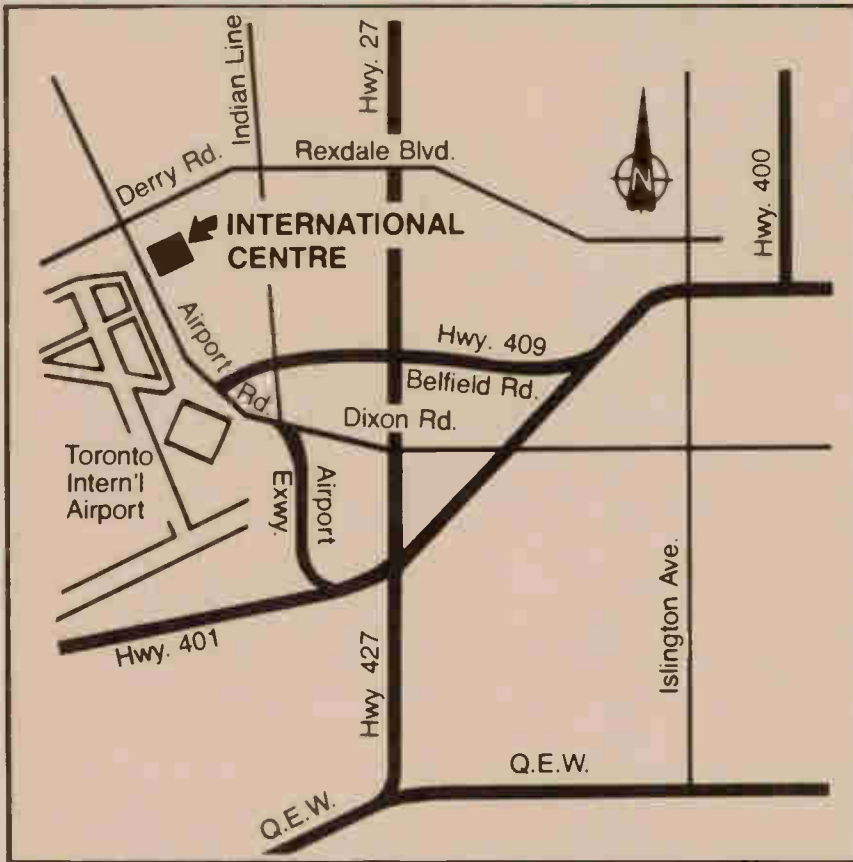 Hwy. 27
Indian Line
Rexdale Blvd.
Derry Rd.
N
Hwy. 400
INTERNATIONAL
CENTRE
Airport Rd.
Hwy. 409
Belfield Rd.
Dixon Rd.
Toronto
Intern'l
Airport
Airport
Exwy.
Islington Ave.
Hwy. 401
Hwy 427
Q.E.W.
Q.E.W.